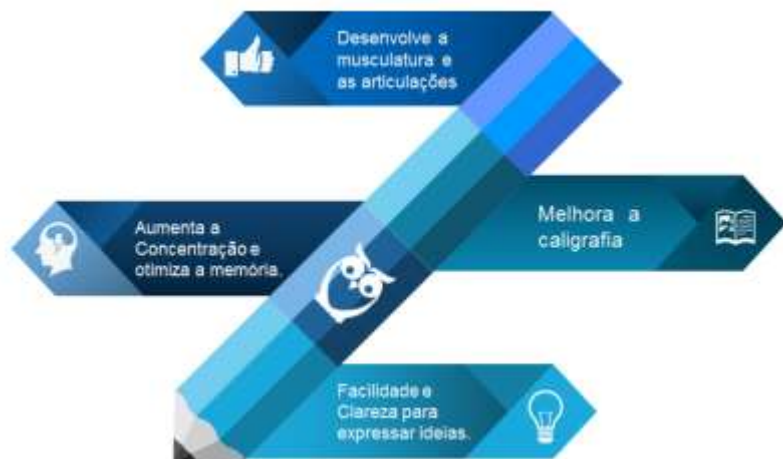 Desenvolve a
musculatura e
as articulações
Aumenta a
Concentração e
otimiza a memória.
Melhora a
caligrafia
Facilidade e
Clareza para
expressar ideias.